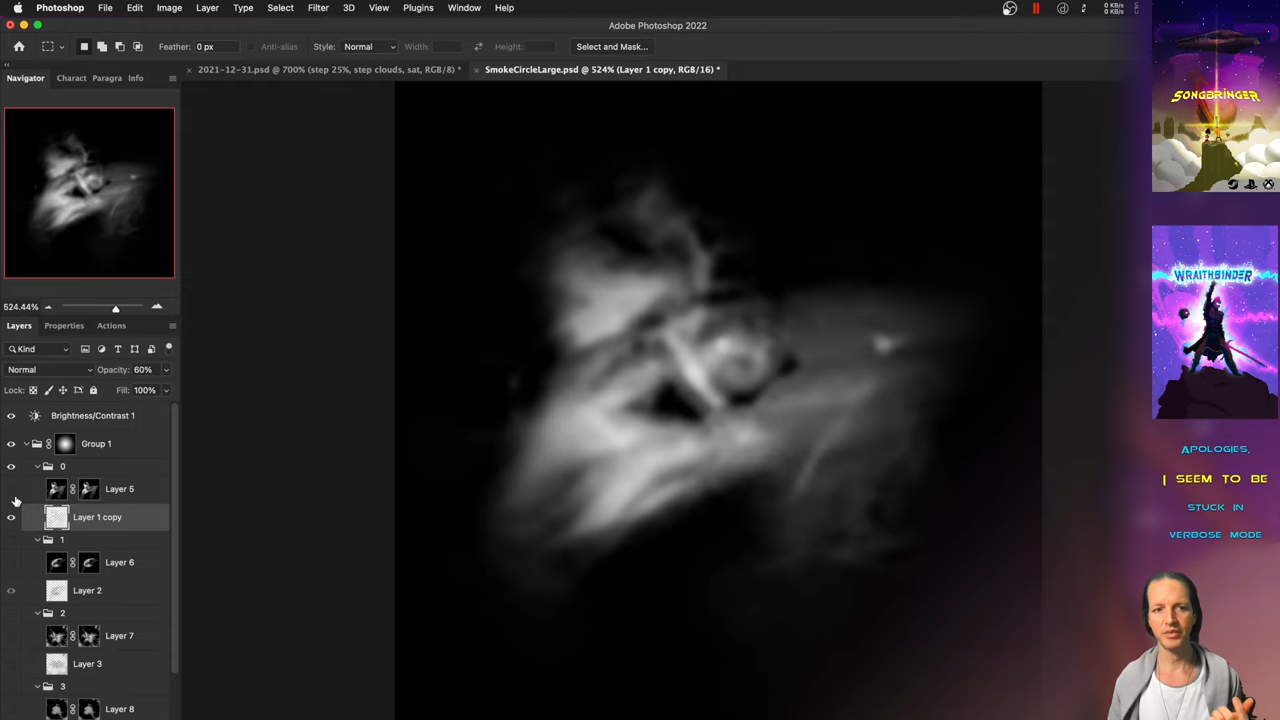 Photoshop File Edit Image Layer Type Select Filter 3D View Plugins Window Help
0 KB/s
0 KB/s
Adobe Photoshop 2022
Feather: 0 px Anti-alias Style: Normal Width: Height: Select and Mask...
2021-12-31.psd @ 700% (step 25%, step clouds, sat, RGB/8) *
SmokeCircleLarge.psd @ 524% (Layer 1 copy, RGB/16) *
Navigator Charact Paragra Info
524.44%
Layers Properties Actions
Kind
Normal Opacity: 60%
Lock: Fill: 100%
Brightness/Contrast 1
Group 1
0
Layer 5
Layer 1 copy
1
Layer 6
Layer 2
2
Layer 7
Layer 3
3
Layer 8
SONGBRINGER
WRAITHBINDER
APOLOGIES,
I SEEM TO BE
STUCK IN
VERBOSE MODE